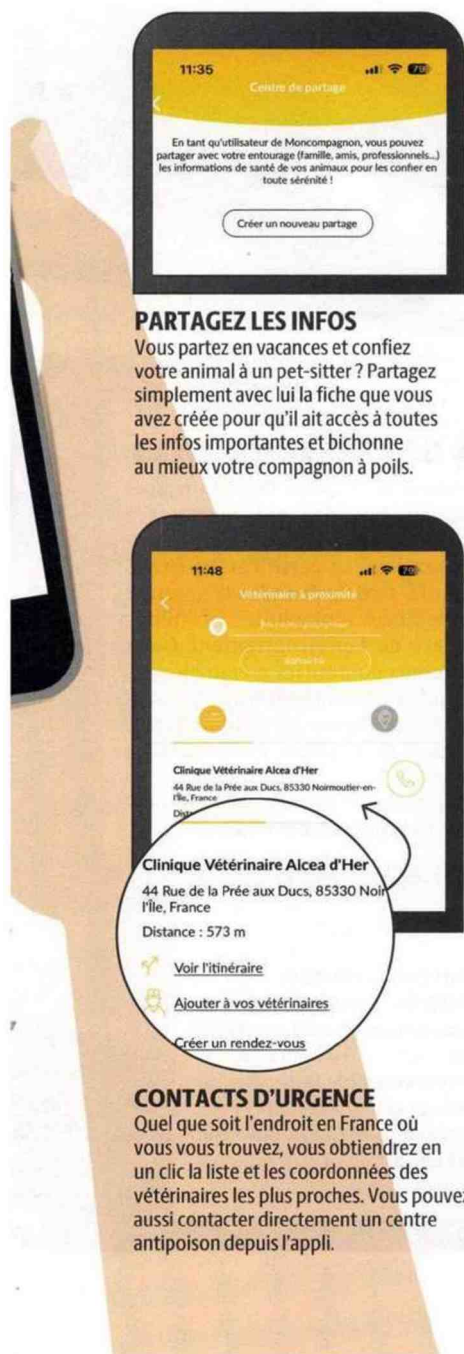 11:35
79
Centre de partage
En tant qu'utilisateur de Moncompagnon, vous pouvez
partager avec votre entourage (famille, amis, professionnels...)
les informations de santé de vos animaux pour les confier en
toute sérénité !
Créer un nouveau partage
PARTAGEZ LES INFOS
Vous partez en vacances et confiez
votre animal à un pet-sitter ? Partagez
simplement avec lui la fiche que vous
avez créée pour qu'il ait accès à toutes
les infos importantes et bichonne
au mieux votre compagnon à poils.
11:48
79
Vétérinaire à proximité
Clinique Vétérinaire Alcea d'Her
44 Rue de la Prée aux Ducs, 85330 Noirmoutier-en-
l'Île, France
Dist
Clinique Vétérinaire Alcea d'Her
44 Rue de la Prée aux Ducs, 85330 Noir
l'Île, France
Distance : 573 m
Voir l'itinéraire
Ajouter à vos vétérinaires
Créer un rendez-vous
CONTACTS D'URGENCE
Quel que soit l'endroit en France où
vous vous trouvez, vous obtiendrez en
un clic la liste et les coordonnées des
vétérinaires les plus proches. Vous pouvez
aussi contacter directement un centre
antipoison depuis l'appli.